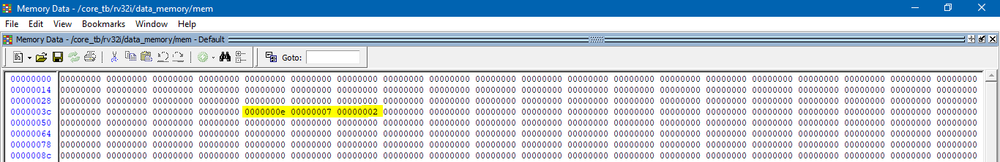 Memory Data - /core_tb/rv32i/data_memory/mem
File Edit View Bookmarks Window Help
Memory Data - /core_tb/rv32i/data_memory/mem - Default
Goto:
00000000 00000000 00000000 00000000 00000000 00000000 00000000 00000000 00000000 00000000 00000000 00000000 00000000 00000000 00000000 00000000 00000000 00000000 00000000 00000000 00000000
00000014 00000000 00000000 00000000 00000000 00000000 00000000 00000000 00000000 00000000 00000000 00000000 00000000 00000000 00000000 00000000 00000000 00000000 00000000 00000000 00000000
00000028 00000000 00000000 00000000 00000000 00000000 00000000 00000000 00000000 00000000 00000000 00000000 00000000 00000000 00000000 00000000 00000000 00000000 00000000 00000000 00000000
0000003c 00000000 00000000 00000000 00000000 0000000e 00000007 00000002 00000000 00000000 00000000 00000000 00000000 00000000 00000000 00000000 00000000 00000000 00000000 00000000 00000000
00000050 00000000 00000000 00000000 00000000 00000000 00000000 00000000 00000000 00000000 00000000 00000000 00000000 00000000 00000000 00000000 00000000 00000000 00000000 00000000 00000000
00000064 00000000 00000000 00000000 00000000 00000000 00000000 00000000 00000000 00000000 00000000 00000000 00000000 00000000 00000000 00000000 00000000 00000000 00000000 00000000 00000000
00000078 00000000 00000000 00000000 00000000 00000000 00000000 00000000 00000000 00000000 00000000 00000000 00000000 00000000 00000000 00000000 00000000 00000000 00000000 00000000 00000000
0000008c 00000000 00000000 00000000 00000000 00000000 00000000 00000000 00000000 00000000 00000000 00000000 00000000 00000000 00000000 00000000 00000000 00000000 00000000 00000000 00000000